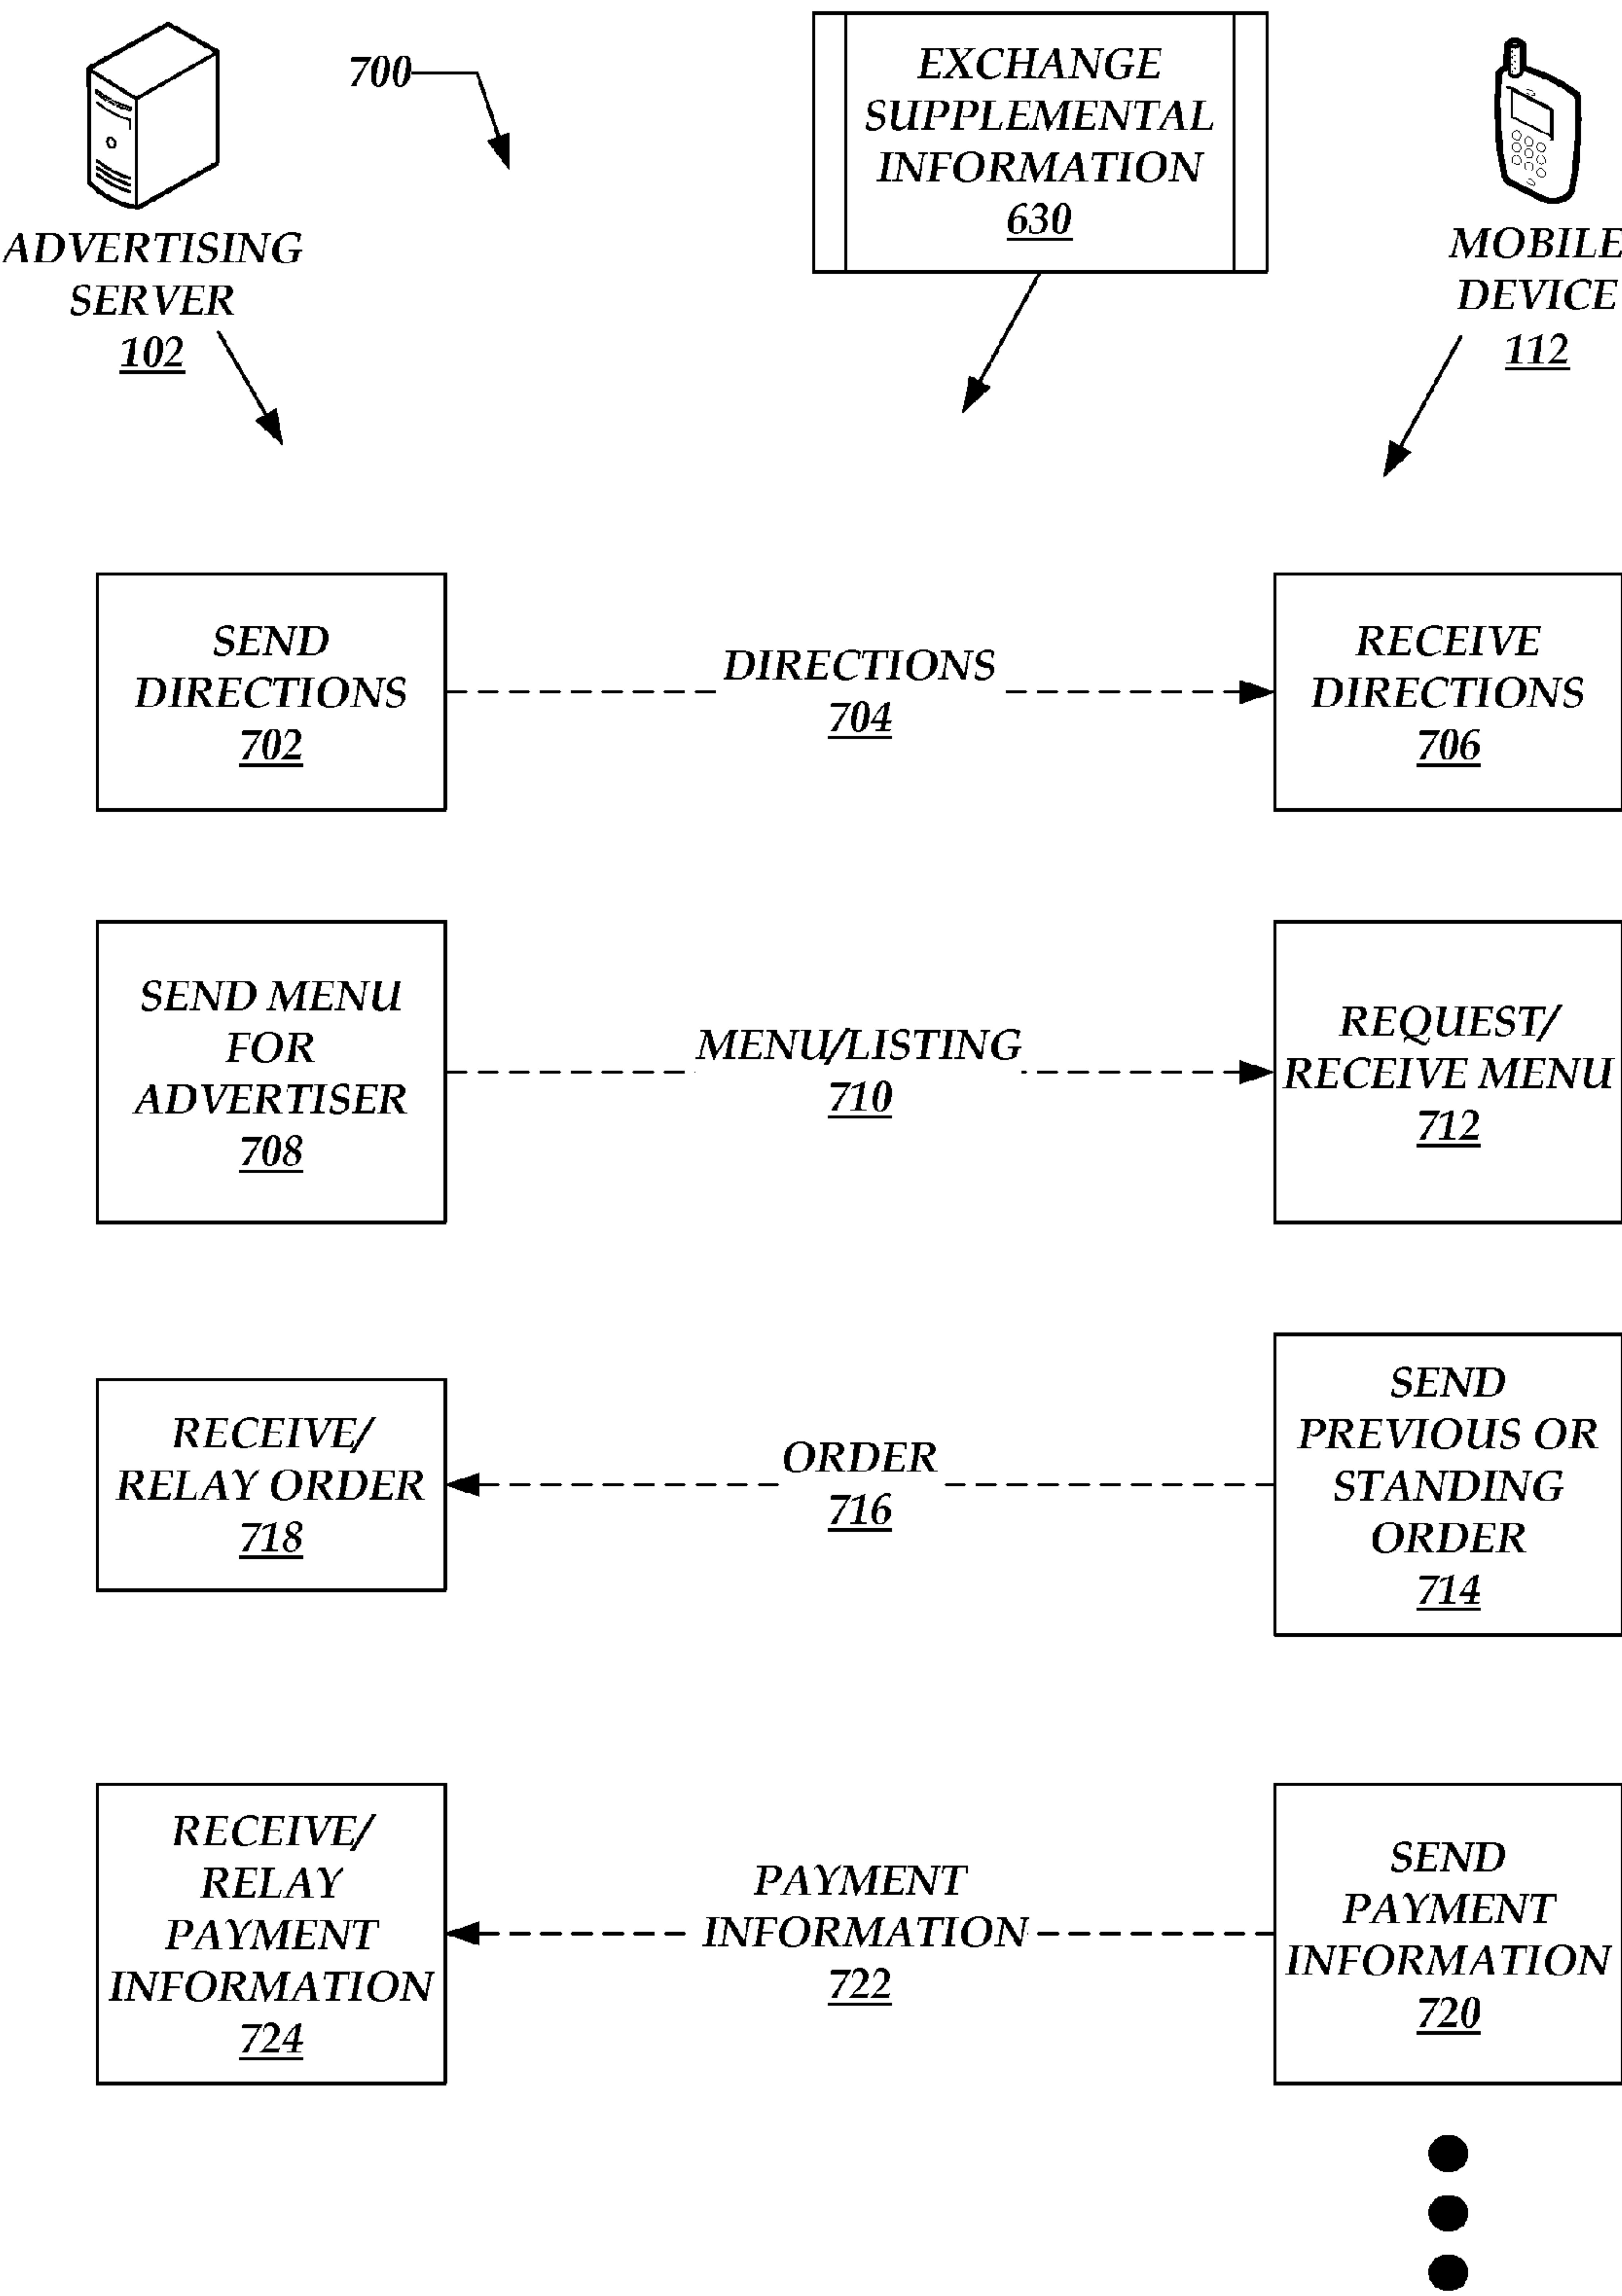 700
EXCHANGE
SUPPLEMENTAL
INFORMATION
630
ADVERTISING
SERVER
102
MOBILE
DEVICE
112
SEND
DIRECTIONS
702
DIRECTIONS
704
RECEIVE
DIRECTIONS
706
SEND MENU
FOR
ADVERTISER
708
MENU/LISTING
710
REQUEST/
RECEIVE MENU
712
RECEIVE/
RELAY ORDER
718
ORDER
716
SEND
PREVIOUS OR
STANDING
ORDER
714
RECEIVE/
RELAY
PAYMENT
INFORMATION
724
PAYMENT
INFORMATION
722
SEND
PAYMENT
INFORMATION
720